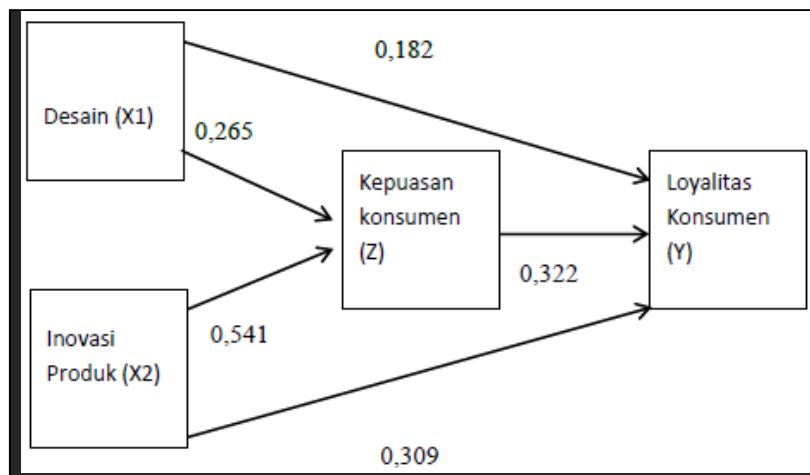 0,182
Desain (X1)
0,265
Kepuasan
konsumen
(Z)
Loyalitas
Konsumen
(Y)
0,322
0,541
Inovasi
Produk (X2)
0,309